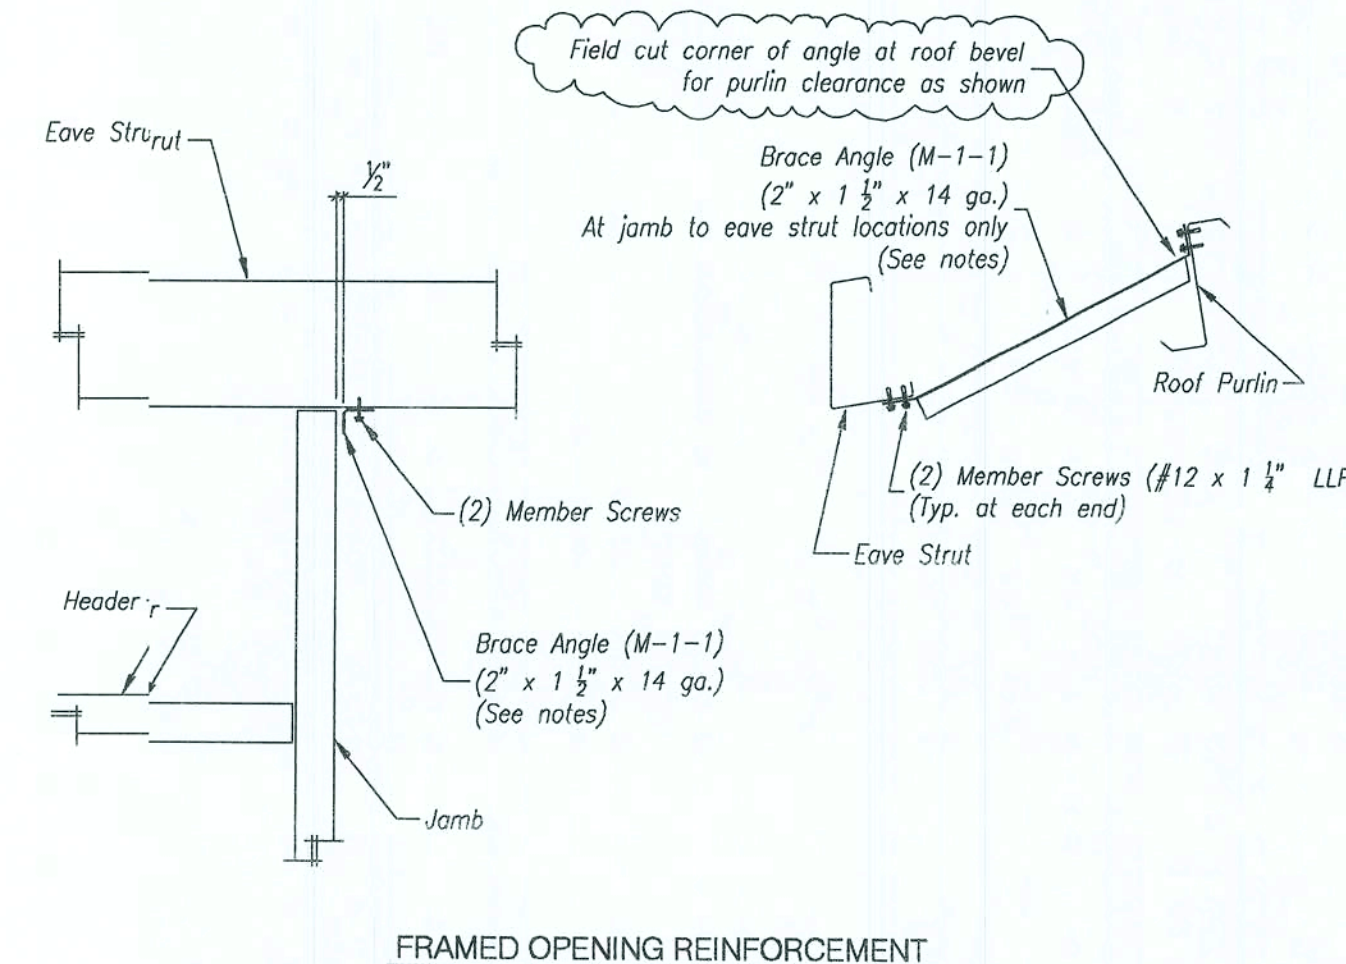 Field cut corner of angle at roof bevel
for purlin clearance as shown
Eave Strurut
1/2"
Brace Angle (M-1-1)
(2" x 1 1/2" x 14 ga.)
At jamb to eave strut locations only
(See notes)
Roof Purlin
(2) Member Screws (#12 x 1 1/4" LLP
(Typ. at each end)
Eave Strut
(2) Member Screws
Header r
Brace Angle (M-1-1)
(2" x 1 1/2" x 14 ga.)
(See notes)
Jamb
FRAMED OPENING REINFORCEMENT